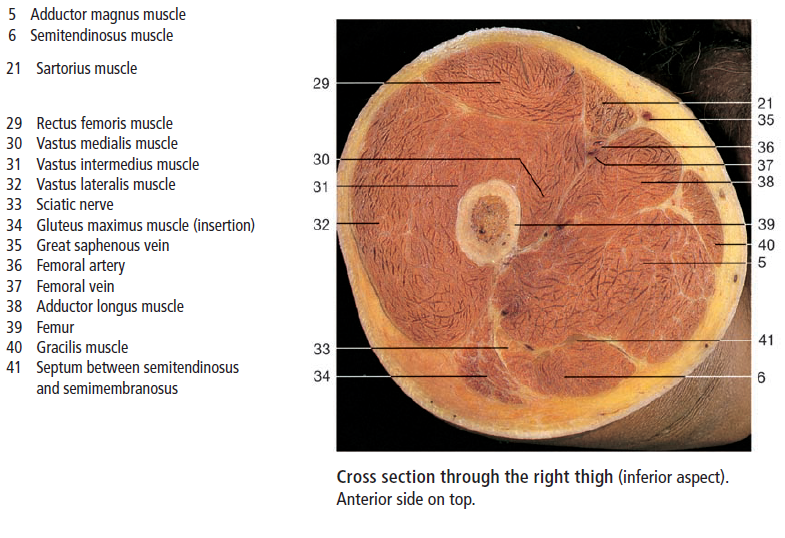 5 Adductor magnus muscle
6 Semitendinosus muscle
21 Sartorius muscle
29 Rectus femoris muscle
30 Vastus medialis muscle
31 Vastus intermedius muscle
32 Vastus lateralis muscle
33 Sciatic nerve
34 Gluteus maximus muscle (insertion)
35 Great saphenous vein
36 Femoral artery
37 Femoral vein
38 Adductor longus muscle
39 Femur
40 Gracilis muscle
41 Septum between semitendinosus
and semimembranosus
29
30
31
32
33
34
21
35
36
37
38
39
40
5
41
6
Cross section through the right thigh (inferior aspect).
Anterior side on top.